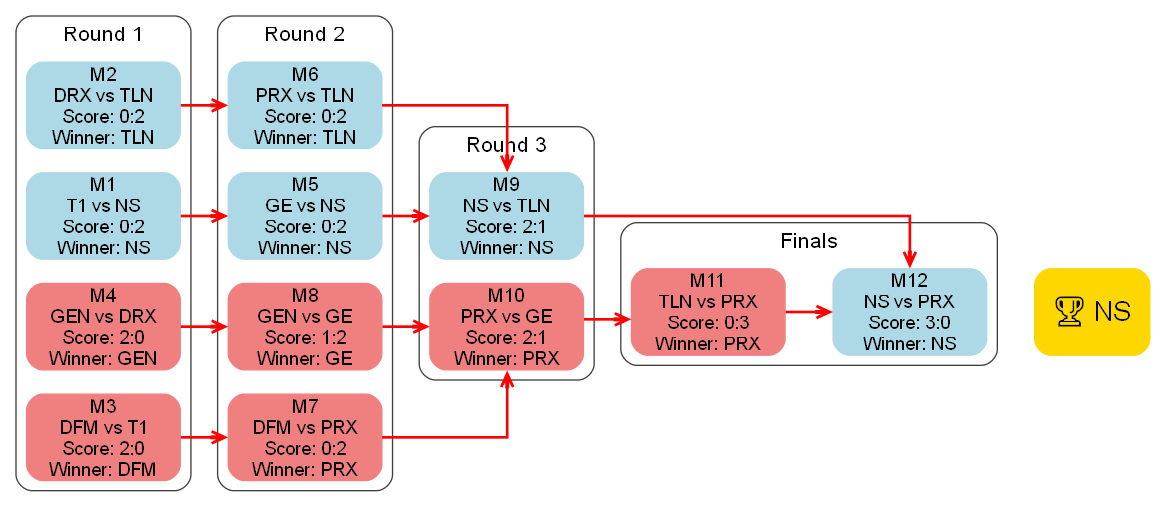 Round 1
M2
DRX vs TLN
Score: 0:2
Winner: TLN
M1
T1 vs NS
Score: 0:2
Winner: NS
M4
GEN vs DRX
Score: 2:0
Winner: GEN
M3
DFM vs T1
Score: 2:0
Winner: DFM
Round 2
M6
PRX vs TLN
Score: 0:2
Winner: TLN
M5
GE vs NS
Score: 0:2
Winner: NS
M8
GEN vs GE
Score: 1:2
Winner: GE
M7
DFM vs PRX
Score: 0:2
Winner: PRX
Round 3
M9
NS vs TLN
Score: 2:1
Winner: NS
M10
PRX vs GE
Score: 2:1
Winner: PRX
Finals
M11
TLN vs PRX
Score: 0:3
Winner: PRX
M12
NS vs PRX
Score: 3:0
Winner: NS
NS